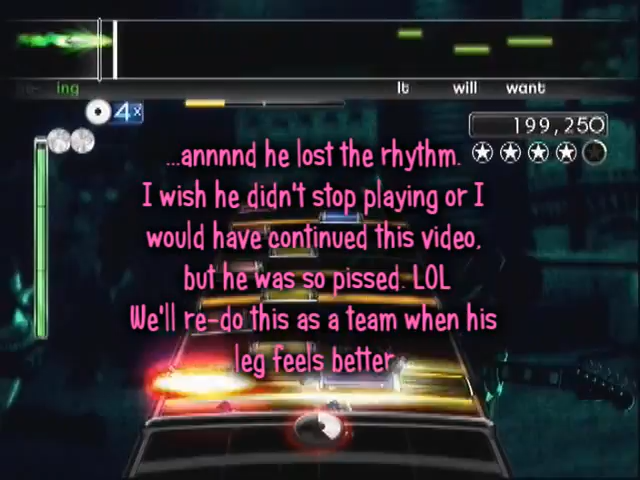 ing
It will want
4x
199,250
...annnnd he lost the rhythm.
I wish he didn't stop playing or I
would have continued this video,
but he was so pissed. LOL
We'll re-do this as a team when his
leg feels better.